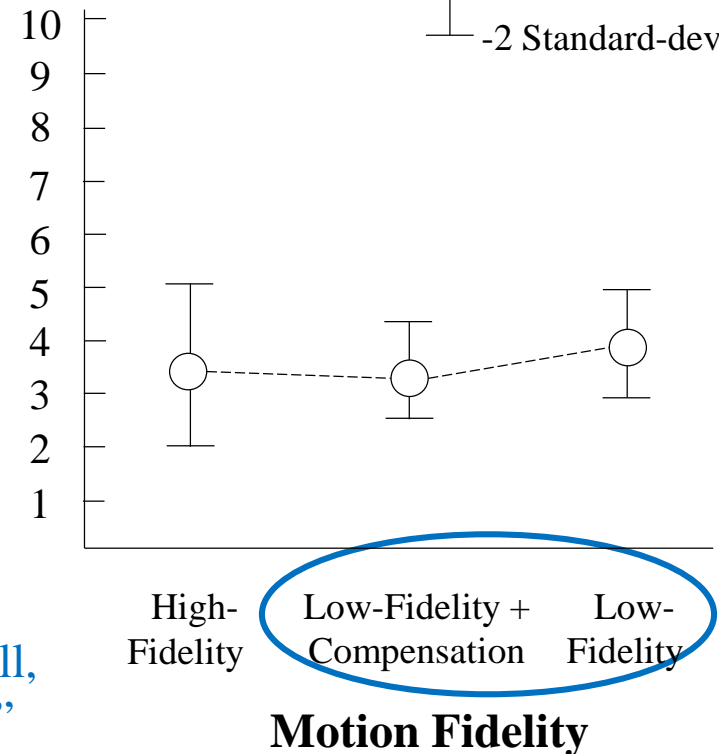 10
-2 Standard-dev
9
8
7
6
5
4
3
2
1
High-
Fidelity
Low-Fidelity +
Compensation
Low-
Fidelity
ll,
”
Motion Fidelity